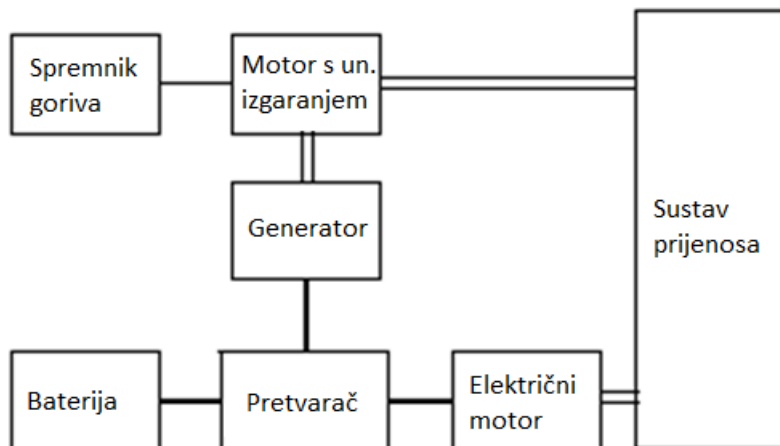 Spremnik
goriva
Motor s un.
izgaranjem
Generator
Sustav
prijenosa
Baterija
Pretvarač
Električni
motor